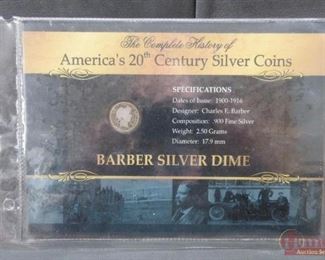 The Complete History of
America's 20th Century Silver Coins
SPECIFICATIONS
Dates of Issue: 1900-1916
Designer: Charles E. Barber
Composition: .900 Fine Silver
Weight: 2.50 Grams
Diameter: 17.9 mm
BARBER SILVER DIME